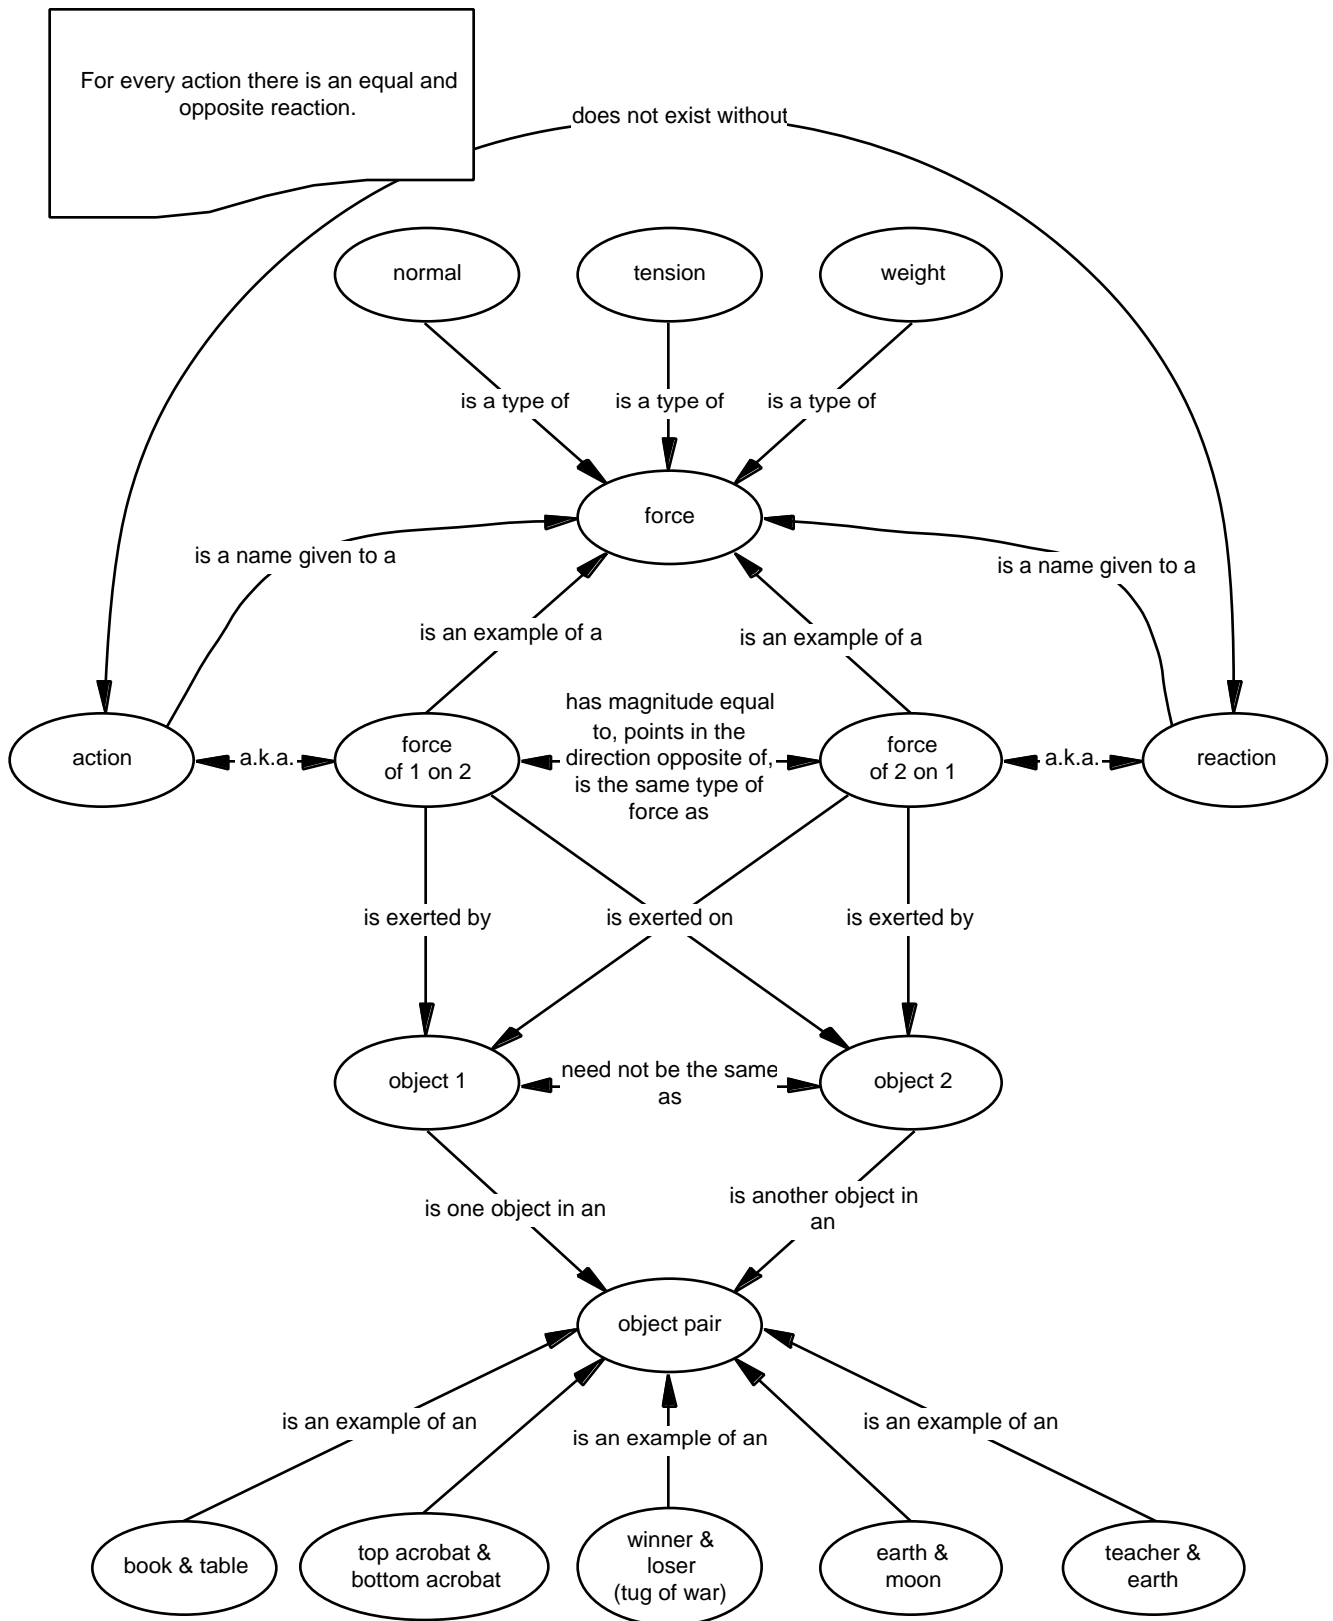 For every action there is an equal and
opposite reaction.
does not exist without
normal
tension
weight
is a type of
is a type of
is a type of
force
is a name given to a
is a name given to a
is an example of a
is an example of a
has magnitude equal
to, points in the
direction opposite of,
is the same type of
force as
action
a.k.a.
force
of 1 on 2
force
of 2 on 1
a.k.a.
reaction
is exerted by
is exerted on
is exerted by
object 1
need not be the same
as
object 2
is one object in an
is another object in
an
object pair
is an example of an
is an example of an
is an example of an
book & table
top acrobat &
bottom acrobat
winner &
loser
(tug of war)
earth &
moon
teacher &
earth